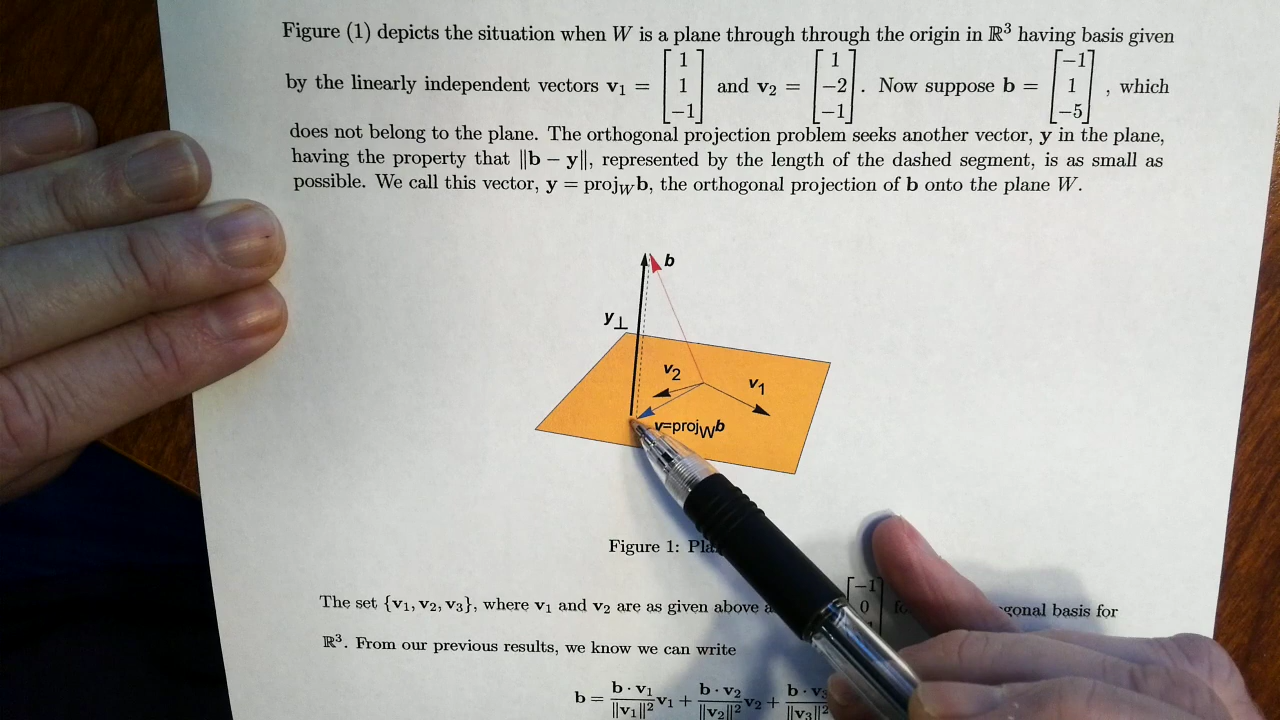 Figure (1) depicts the situation when W is a plane through through the origin in ℝ³ having basis given
by the linearly independent vectors v₁ = [1 1 −1] and v₂ = [1 −2 −1]. Now suppose b = [−1 1 −5], which
does not belong to the plane. The orthogonal projection problem seeks another vector, y in the plane,
having the property that ‖b − y‖, represented by the length of the dashed segment, is as small as
possible. We call this vector, y = proj_W b, the orthogonal projection of b onto the plane W.
b
y⊥
v₂
v₁
v=proj_W b
Figure 1:
The set {v₁, v₂, v₃}, where v₁ and v₂ are as given above [−1 0 basis for
ℝ³. From our previous results, we know we can write
b = b · v₁ / ‖v₁‖² v₁ + b · v₂ / ‖v₂‖² v₂ + b · v₃ / ‖v₃‖²